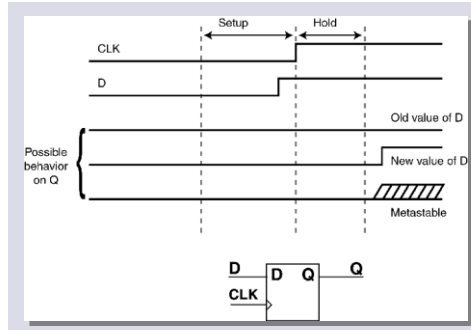 Setup
Hold
CLK
D
Old value of D
Possible
behavior
on Q
New value of D
Metastable
D
D
Q
Q
CLK